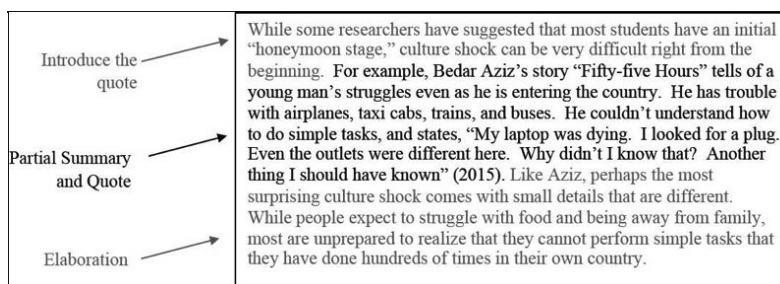 Introduce the
quote
Partial Summary
and Quote
Elaboration
While some researchers have suggested that most students have an initial
“honeymoon stage,” culture shock can be very difficult right from the
beginning. For example, Bedar Aziz’s story “Fifty-five Hours” tells of a
young man’s struggles even as he is entering the country. He has trouble
with airplanes, taxi cabs, trains, and buses. He couldn’t understand how
to do simple tasks, and states, “My laptop was dying. I looked for a plug.
Even the outlets were different here. Why didn’t I know that? Another
thing I should have known” (2015). Like Aziz, perhaps the most
surprising culture shock comes with small details that are different.
While people expect to struggle with food and being away from family,
most are unprepared to realize that they cannot perform simple tasks that
they have done hundreds of times in their own country.